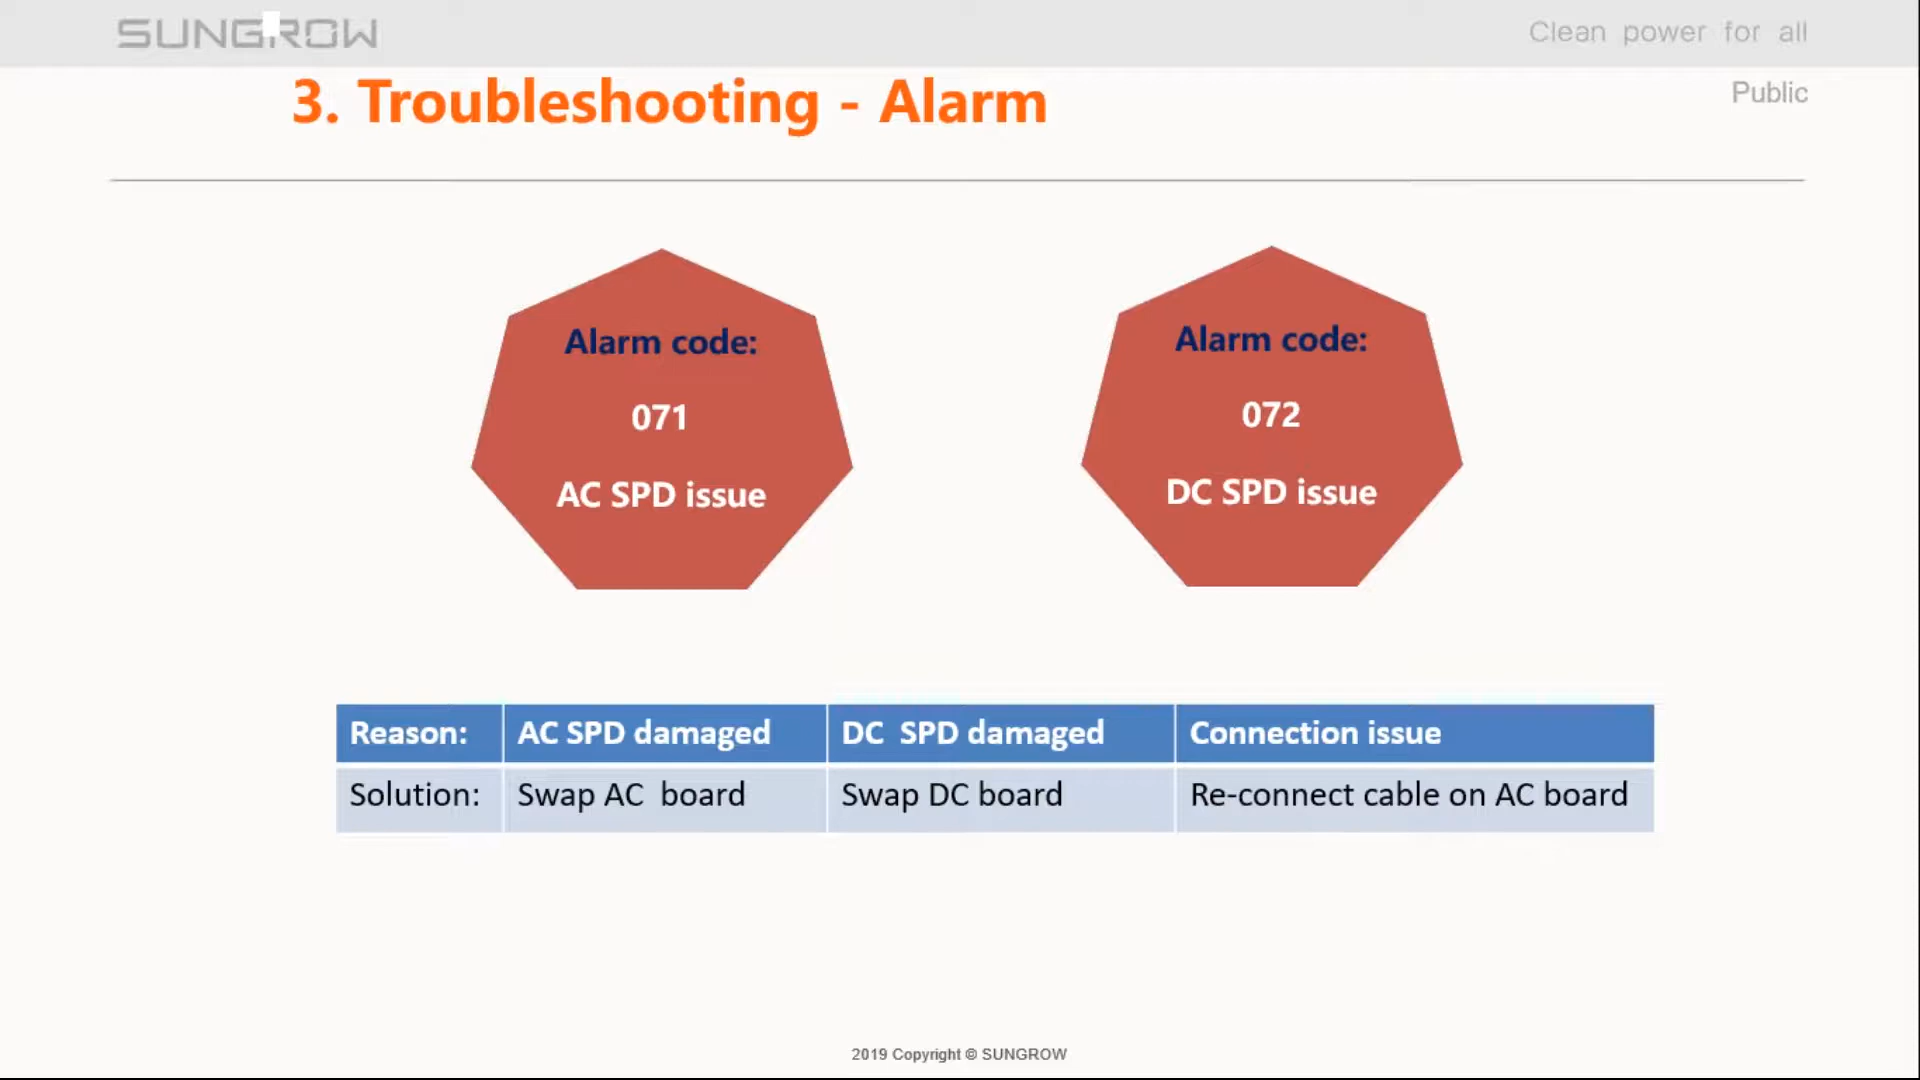 SUNGROW
Clean power for all
3. Troubleshooting - Alarm
Public
Alarm code:
071
AC SPD issue
Alarm code:
072
DC SPD issue
Reason: AC SPD damaged DC SPD damaged Connection issue
Solution: Swap AC board Swap DC board Re-connect cable on AC board
2019 Copyright © SUNGROW